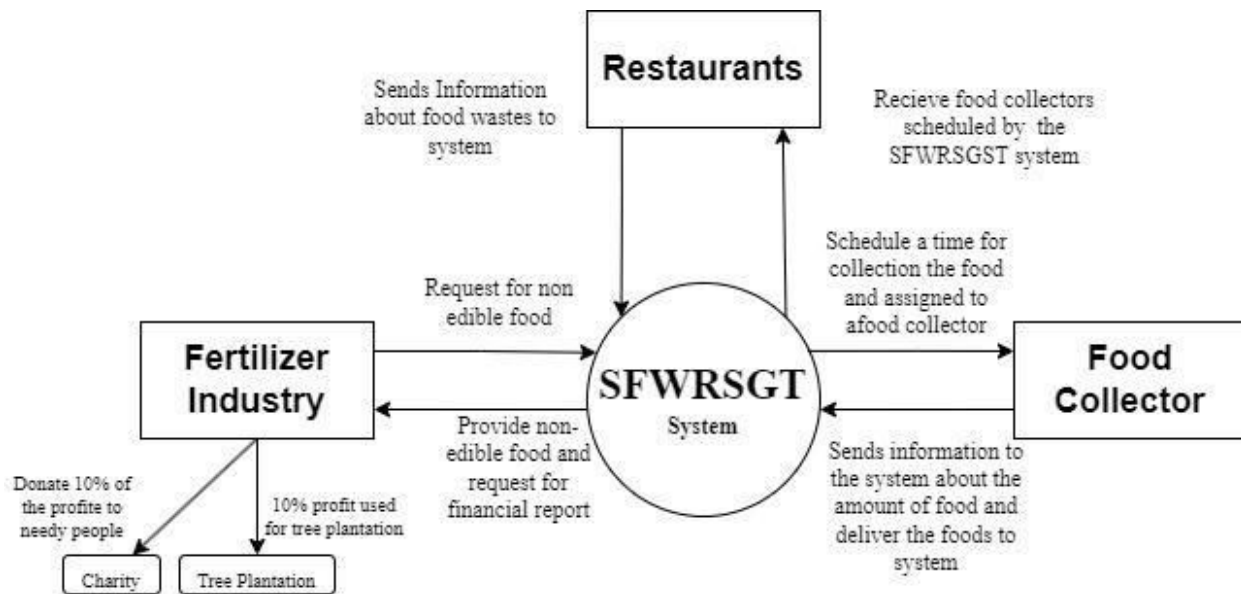 Restaurants
Sends Information
about food wastes to
system
Recieve food collectors
scheduled by the
SFWRSGST system
Schedule a time for
collection the food
and assigned to
afood collector
Request for non
edible food
Fertilizer
Industry
SFWRSGT
System
Food
Collector
Provide non-
edible food and
request for
financial report
Sends information to
the system about the
amount of food and
deliver the foods to
system
Donate 10% of
the profite to
needy people
10% profit used
for tree plantation
Charity
Tree Plantation